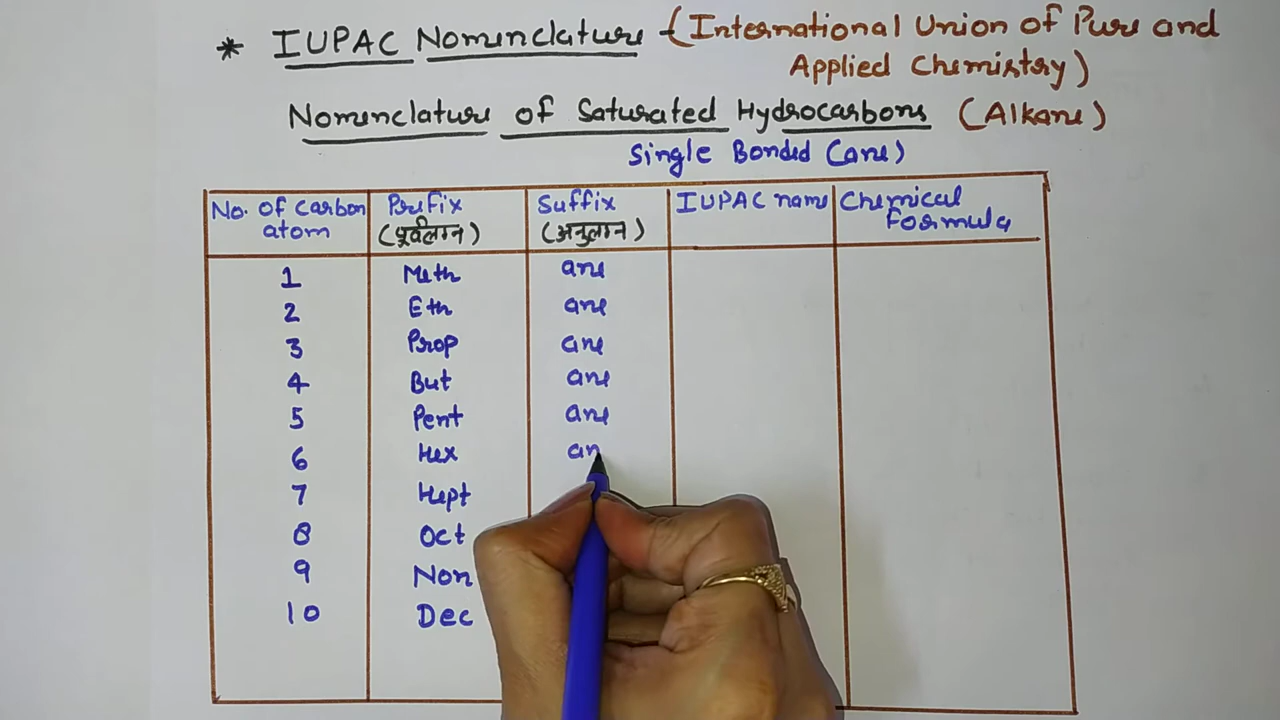 * IUPAC Nomenclature - (International Union of Pure and
Applied Chemistry)
Nomenclature of Saturated Hydrocarbons (Alkane)
Single Bonded (ane)
No. of carbon atom Prefix (पूर्वलग्न) Suffix (अनुलग्न) IUPAC name Chemical formula
1 Meth ane
2 Eth ane
3 Prop ane
4 But ane
5 Pent ane
6 Hex an
7 Hept
8 Oct
9 Non
10 Dec